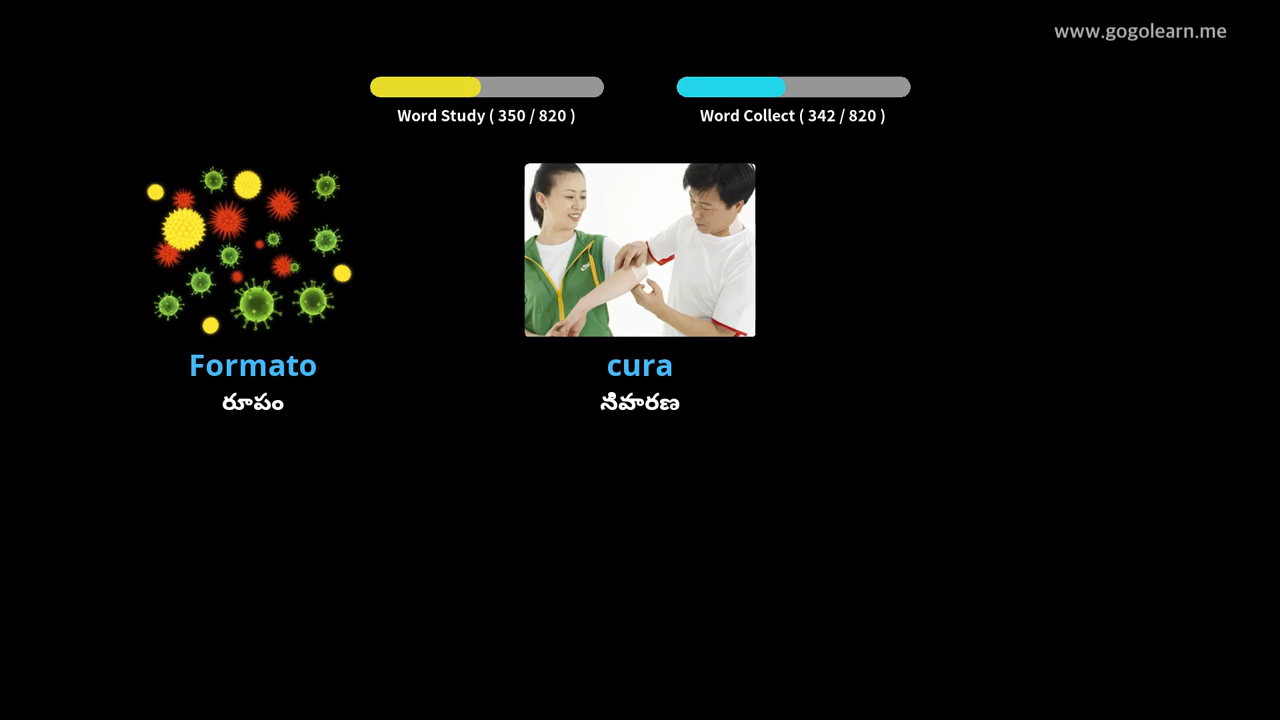 www.gogolearn.me
Word Study ( 350 / 820 )
Word Collect ( 342 / 820 )
Formato
రూపం
cura
నివారణ